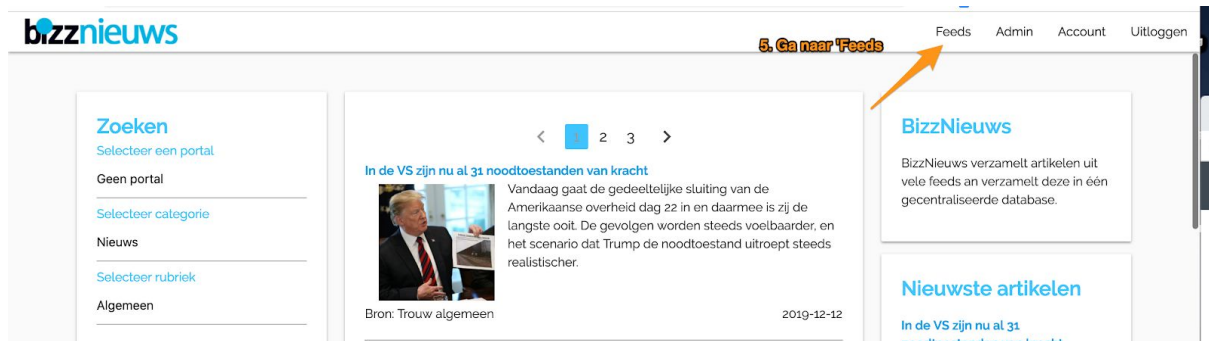 bizznieuws
5. Ga naar 'Feeds
Feeds Admin Account Uitloggen
Zoeken
Selecteer een portal
Geen portal
Selecteer categorie
Nieuws
Selecteer rubriek
Algemeen
1 2 3
In de VS zijn nu al 31 noodtoestanden van kracht
Vandaag gaat de gedeeltelijke sluiting van de
Amerikaanse overheid dag 22 in en daarmee is zij de
langste ooit. De gevolgen worden steeds voelbaarder, en
het scenario dat Trump de noodtoestand uitroept steeds
realistischer.
Bron: Trouw algemeen 2019-12-12
BizzNieuws
BizzNieuws verzamelt artikelen uit
vele feeds an verzamelt deze in één
gecentraliseerde database.
Nieuwste artikelen
In de VS zijn nu al 31